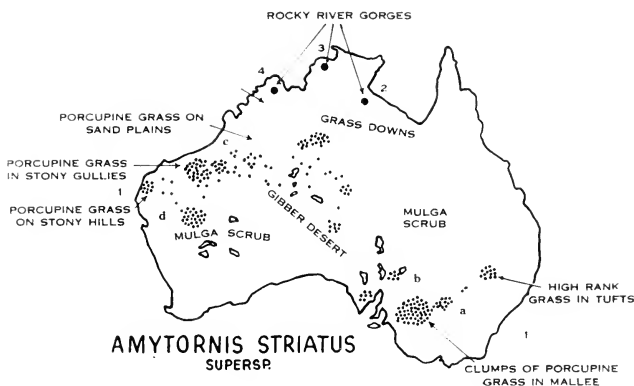 ROCKY RIVER GORGES
3
4
2
PORCUPINE GRASS ON
SAND PLAINS
GRASS DOWNS
c
PORCUPINE GRASS
IN STONY GULLIES
1
PORCUPINE GRASS
ON STONY HILLS
d
MULGA SCRUB
GIBBER DESERT
MULGA
SCRUB
b
HIGH RANK
GRASS IN TUFTS
a
1
AMYTORNIS STRIATUS
SUPERSP.
CLUMPS OF PORCUPINE
GRASS IN MALLEE